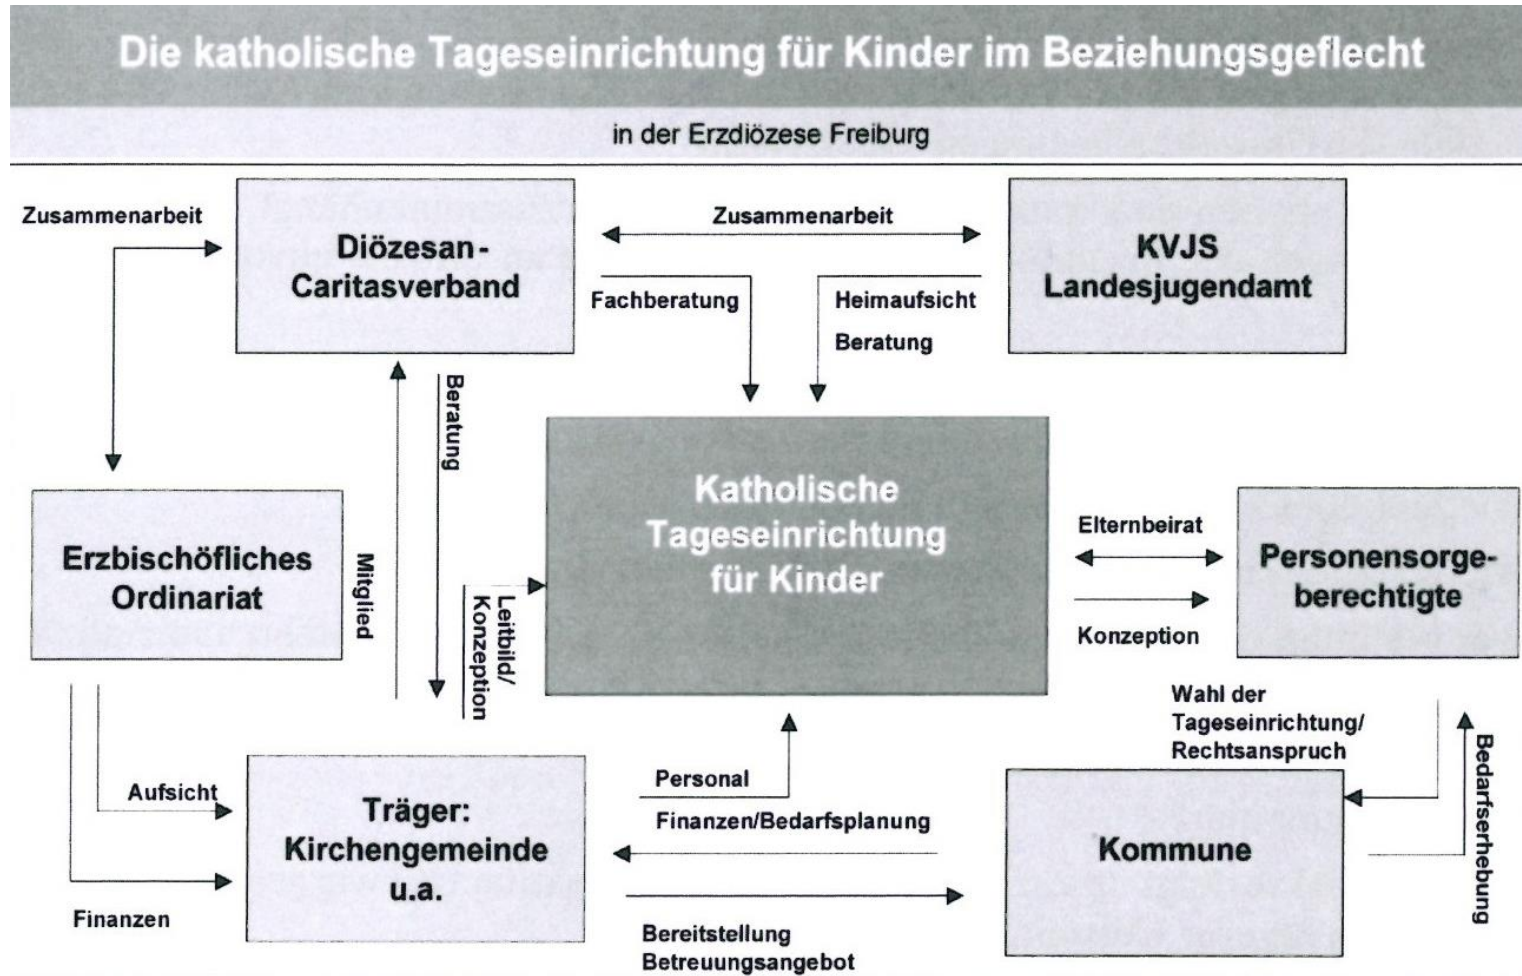 Die katholische Tageseinrichtung für Kinder im Beziehungsgeflecht
in der Erzdiözese Freiburg
Zusammenarbeit
Diözesan-
Caritasverband
Zusammenarbeit
KVJS
Landesjugendamt
Fachberatung
Heimaufsicht
Beratung
Beratung
Mitglied
Leitbild/
Konzeption
Katholische
Tageseinrichtung
für Kinder
Erzbischöfliches
Ordinariat
Elternbeirat
Konzeption
Personensorge-
berechtigte
Wahl der
Tageseinrichtung/
Rechtsanspruch
Bedarfserhebung
Aufsicht
Finanzen
Träger:
Kirchengemeinde
u.a.
Personal
Finanzen/Bedarfsplanung
Bereitstellung
Betreuungsangebot
Kommune